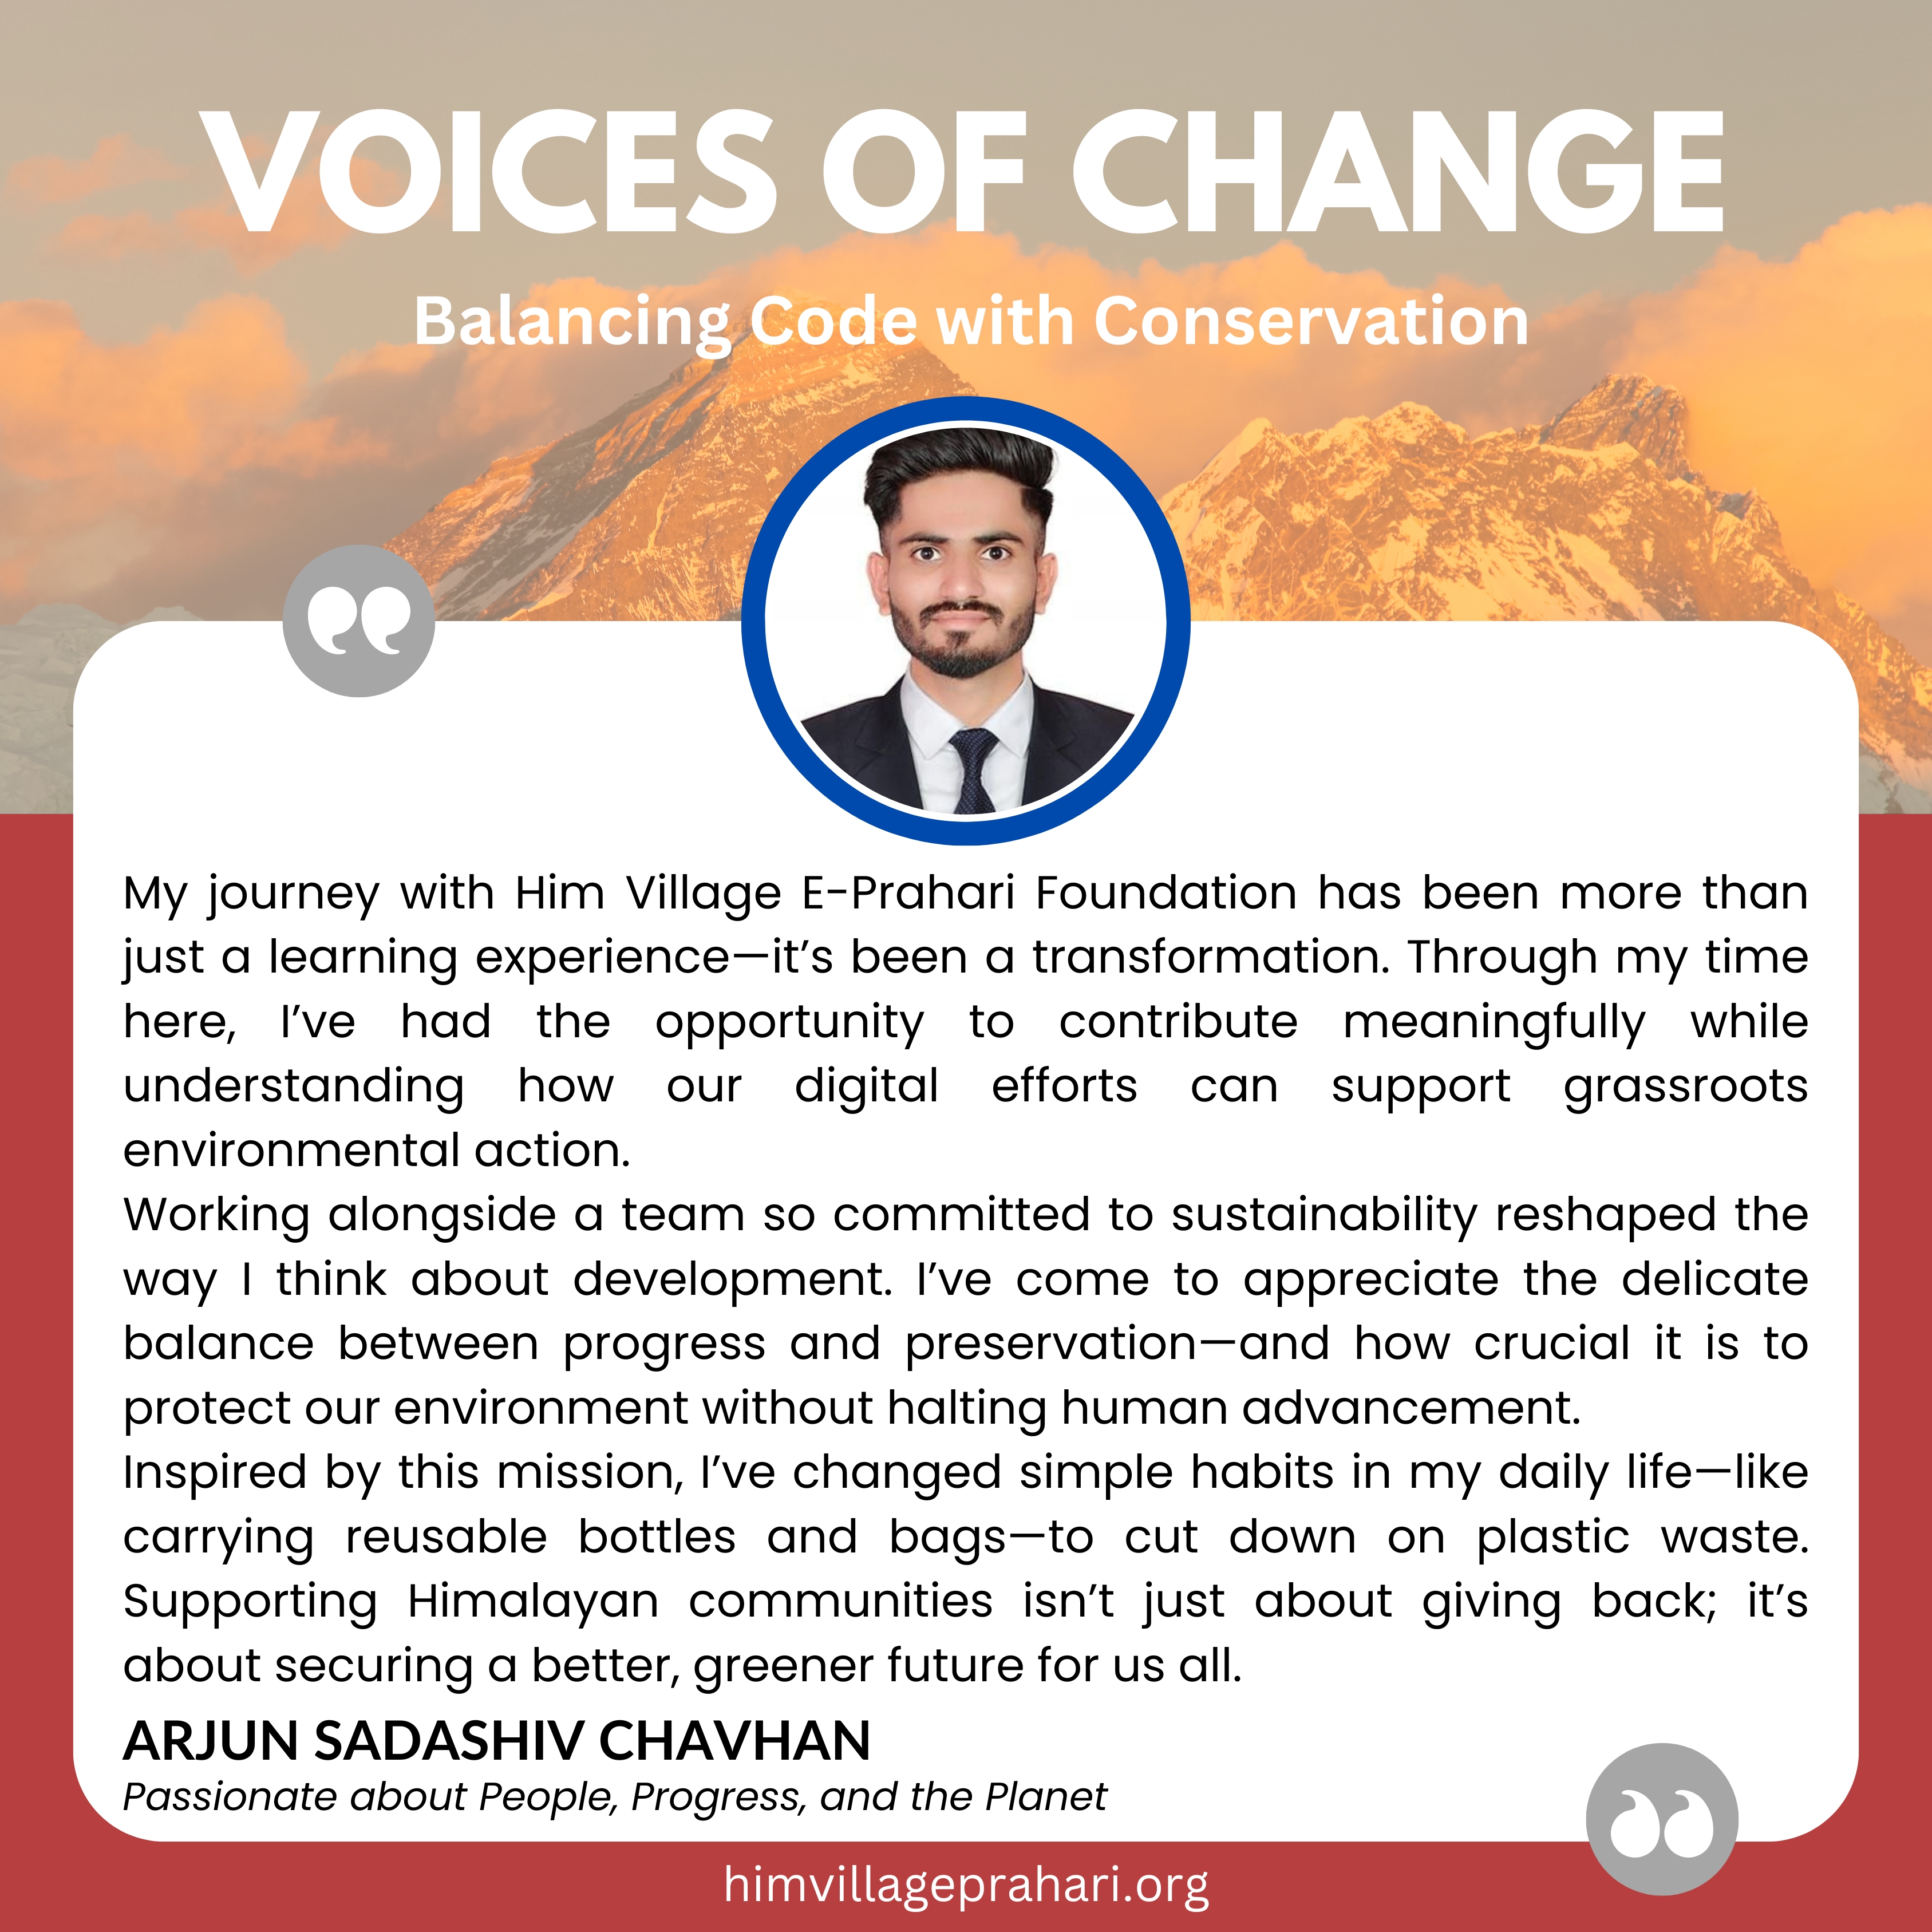 VOICES OF CHANGE
Balancing Code with Conservation
My journey with Him Village E-Prahari Foundation has been more than
just a learning experience—it’s been a transformation. Through my time
here, I’ve had the opportunity to contribute meaningfully while
understanding how our digital efforts can support grassroots
environmental action.
Working alongside a team so committed to sustainability reshaped the
way I think about development. I’ve come to appreciate the delicate
balance between progress and preservation—and how crucial it is to
protect our environment without halting human advancement.
Inspired by this mission, I’ve changed simple habits in my daily life—like
carrying reusable bottles and bags—to cut down on plastic waste.
Supporting Himalayan communities isn’t just about giving back; it’s
about securing a better, greener future for us all.
ARJUN SADASHIV CHAVHAN
Passionate about People, Progress, and the Planet
himvillageprahari.org